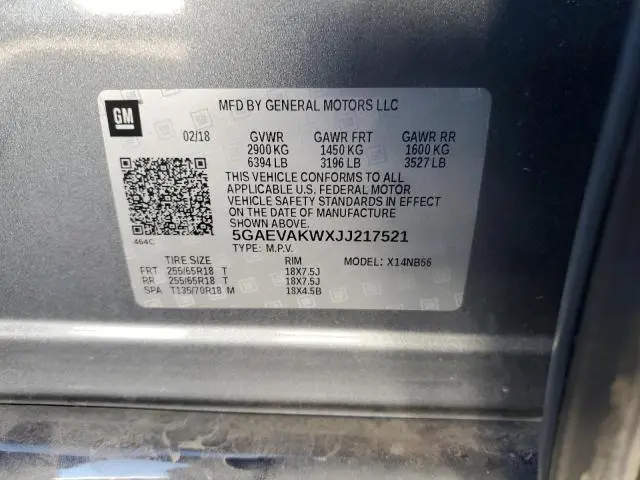 GM
MFD BY GENERAL MOTORS LLC
02/18 GVWR GAWR FRT GAWR RR
2900 KG 1450 KG 1600 KG
6394 LB 3196 LB 3527 LB
THIS VEHICLE CONFORMS TO ALL
APPLICABLE U.S. FEDERAL MOTOR
VEHICLE SAFETY STANDARDS IN EFFECT
ON THE DATE OF MANUFACTURE
SHOWN ABOVE.
464C
5GAEVAKWXJJ217521
TYPE: M.P.V. MODEL: X14NB56
TIRE SIZE RIM
FRT 255/65R18 T 18X7.5J
RR 255/65R18 T 18X7.5J
SPA T135/70R18 M 18X4.5B